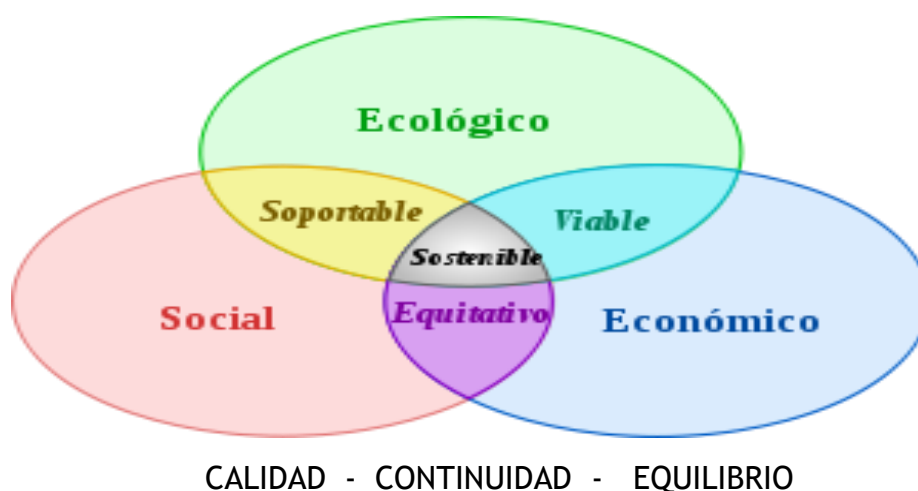 Ecológico
Soportable
Viable
Sostenible
Social
Equitativo
Económico
CALIDAD - CONTINUIDAD - EQUILIBRIO